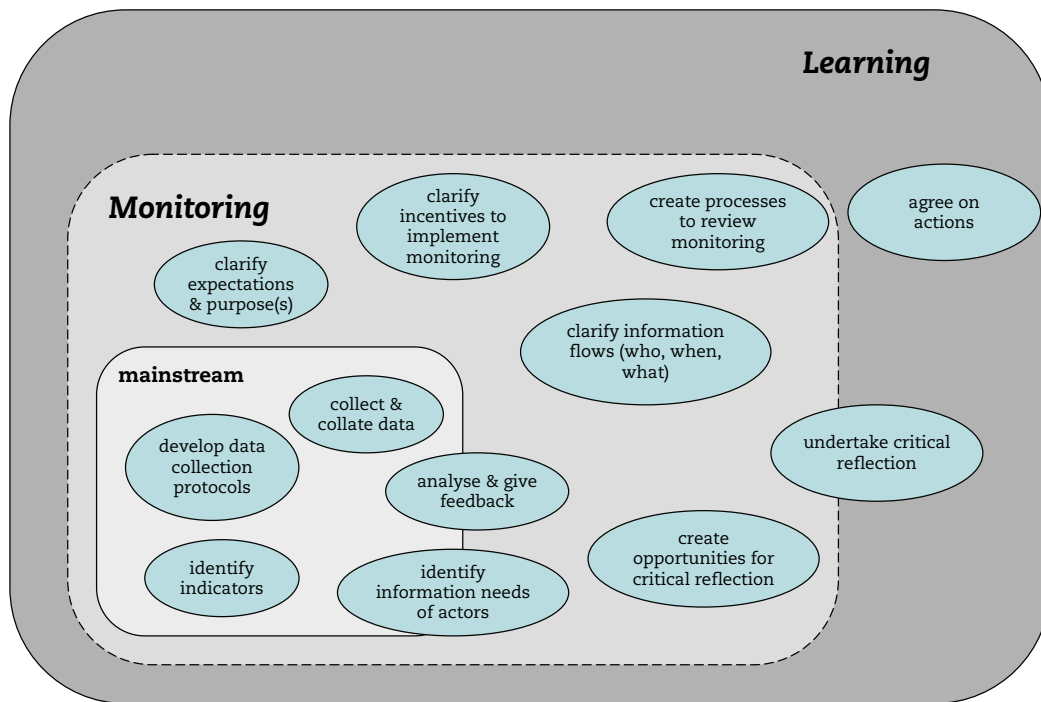 Learning
Monitoring
clarify
incentives to
implement
monitoring
create processes
to review
monitoring
agree on
actions
clarify
expectations
& purpose(s)
clarify information
flows (who, when,
what)
mainstream
collect &
collate data
develop data
collection
protocols
undertake critical
reflection
analyse & give
feedback
create
opportunities for
critical reflection
identify
indicators
identify
information needs
of actors